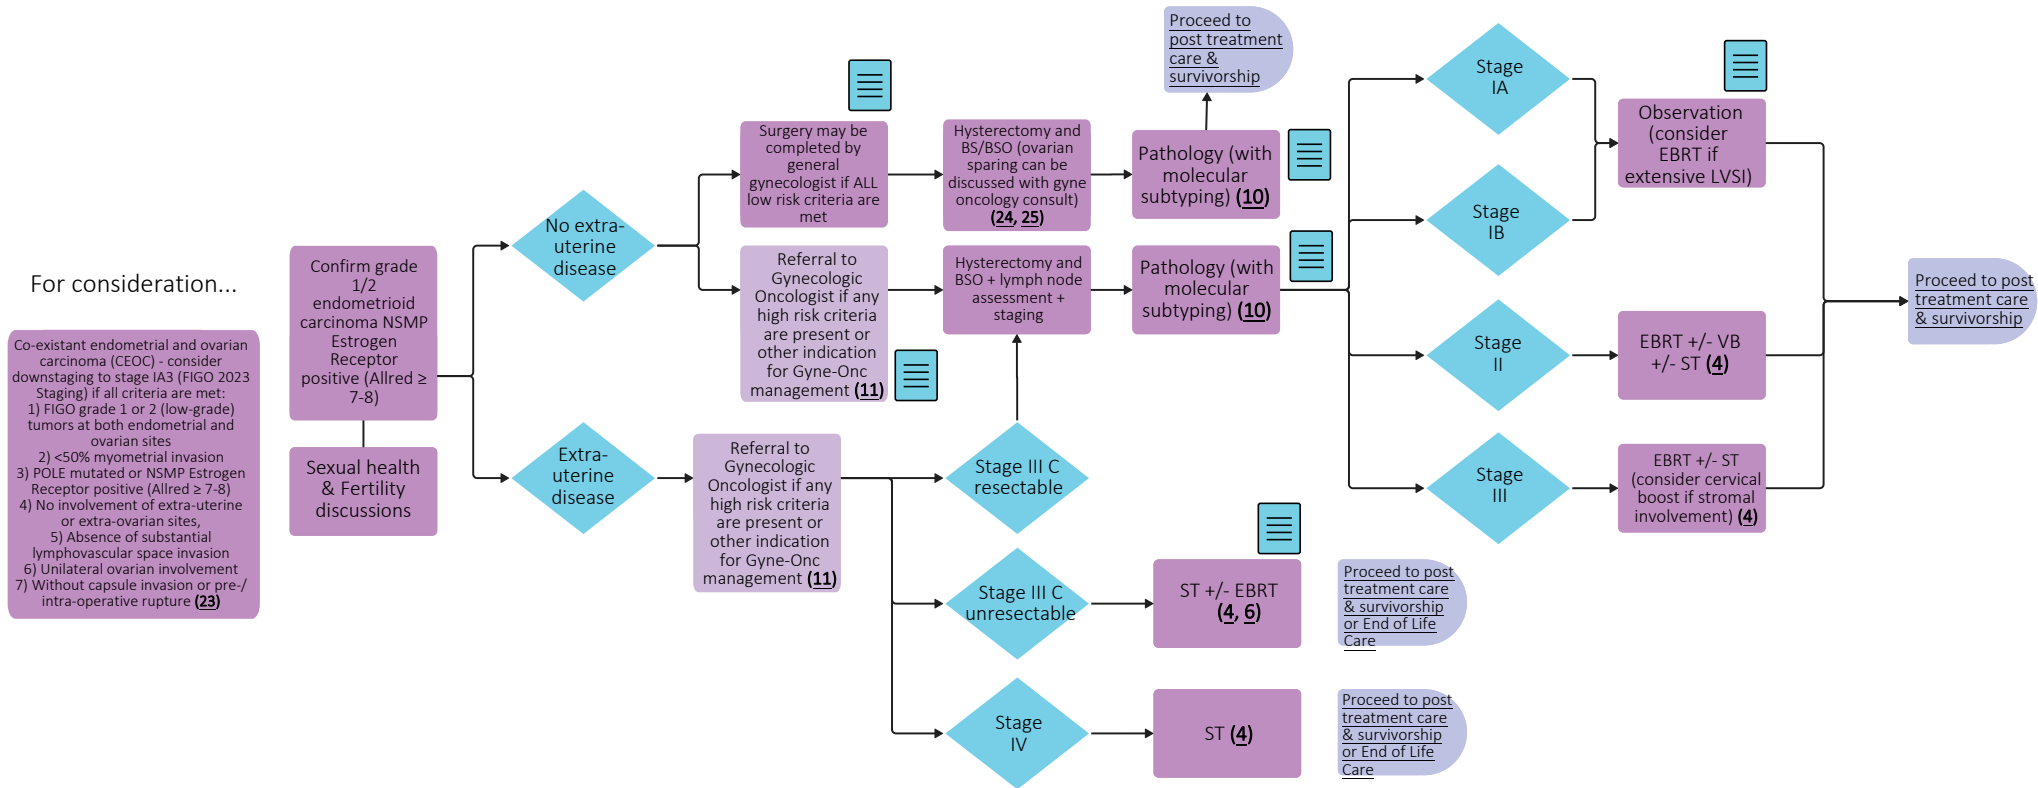 For consideration...
Co-existant endometrial and ovarian
carcinoma (CEOC) - consider
downstaging to stage IA3 (FIGO 2023
Staging) if all criteria are met:
1) FIGO grade 1 or 2 (low-grade)
tumors at both endometrial and
ovarian sites
2) <50% myometrial invasion
3) POLE mutated or NSMP Estrogen
Receptor positive (Allred ≥ 7-8)
4) No involvement of extra-uterine
or extra-ovarian sites,
5) Absence of substantial
lymphovascular space invasion
6) Unilateral ovarian involvement
7) Without capsule invasion or pre-/
intra-operative rupture (23)
Confirm grade
1/2
endometrioid
carcinoma NSMP
Estrogen
Receptor
positive (Allred ≥
7-8)
Sexual health
& Fertility
discussions
No extra-
uterine
disease
Extra-
uterine
disease
Surgery may be
completed by
general
gynecologist if ALL
low risk criteria are
met
Hysterectomy and
BS/BSO (ovarian
sparing can be
discussed with gyne
oncology consult)
(24, 25)
Pathology (with
molecular
subtyping) (10)
Proceed to
post treatment
care &
survivorship
Referral to
Gynecologic
Oncologist if any
high risk criteria
are present or
other indication
for Gyne-Onc
management (11)
Hysterectomy and
BSO + lymph node
assessment +
staging
Pathology (with
molecular
subtyping) (10)
Stage
IA
Stage
IB
Observation
(consider
EBRT if
extensive LVSI)
Stage
II
EBRT +/- VB
+/- ST (4)
Stage
III
EBRT +/- ST
(consider cervical
boost if stromal
involvement) (4)
Proceed to post
treatment care
& survivorship
Referral to
Gynecologic
Oncologist if any
high risk criteria
are present or
other indication
for Gyne-Onc
management (11)
Stage III C
resectable
Stage III C
unresectable
ST +/- EBRT
(4, 6)
Proceed to post
treatment care
& survivorship
or End of Life
Care
Stage
IV
ST (4)
Proceed to post
treatment care
& survivorship
or End of Life
Care